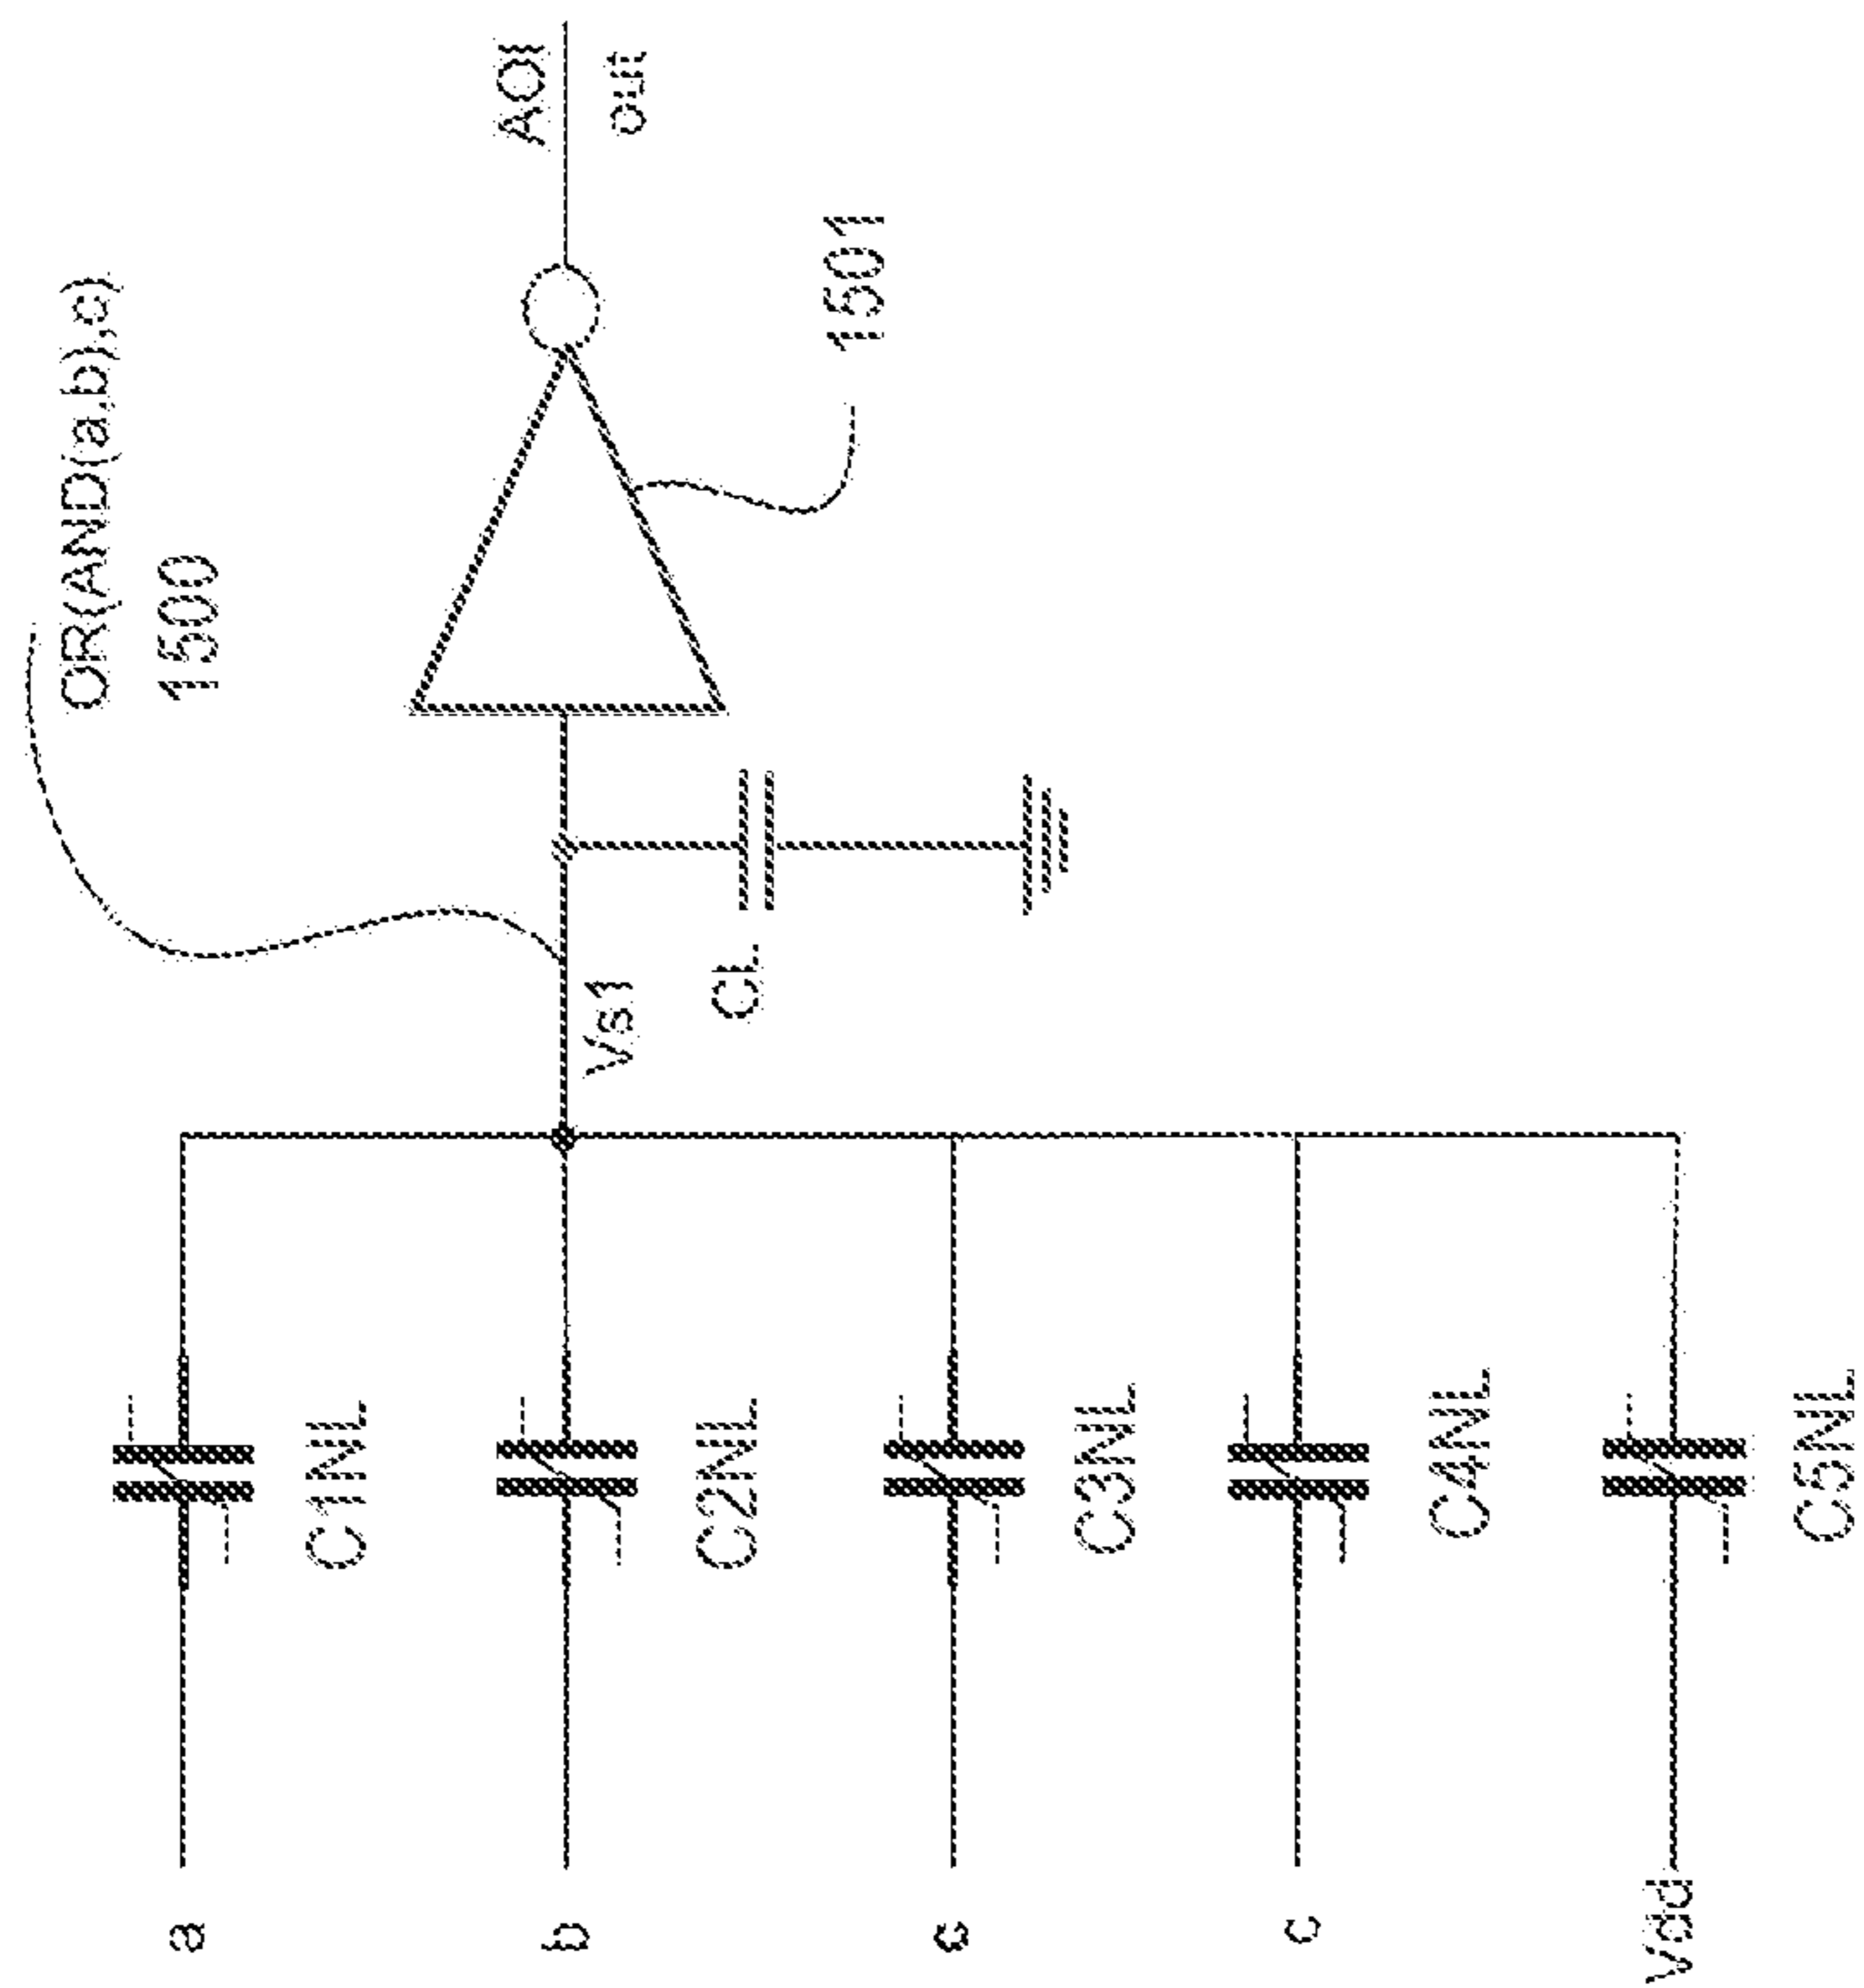 OR(AND(a,b),c)
1500
AOI
out
1501
Vs1
CL
a
C1NL
b
C2NL
c
C3NL
c
C4NL
vdd
C5NL